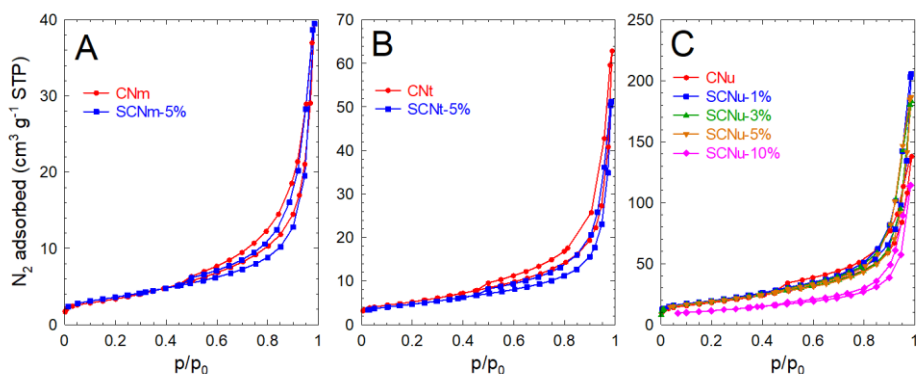 A
B
C
N₂ adsorbed (cm³ g⁻¹ STP)
40
30
20
10
0
CNm
SCNm-5%
0 0.2 0.4 0.6 0.8 1
p/p₀
70
60
50
40
30
20
10
0
CNt
SCNt-5%
0 0.2 0.4 0.6 0.8 1
p/p₀
250
200
150
100
50
0
CNu
SCNu-1%
SCNu-3%
SCNu-5%
SCNu-10%
0 0.2 0.4 0.6 0.8 1
p/p₀